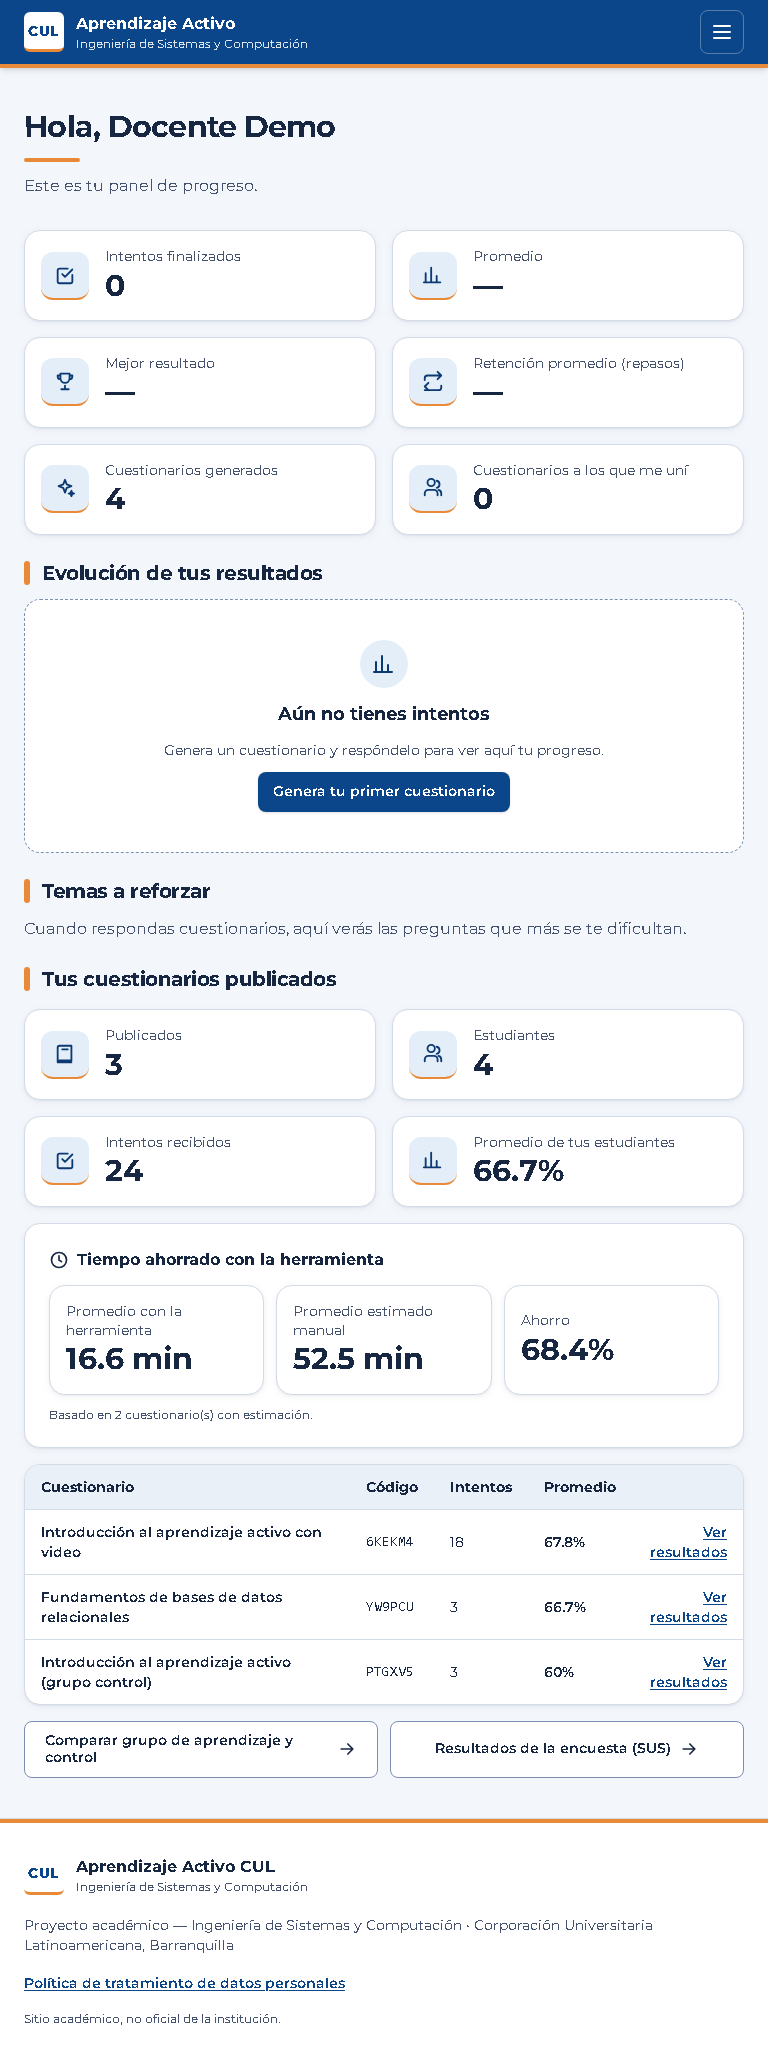 CUL
Aprendizaje Activo
Ingeniería de Sistemas y Computación
Hola, Docente Demo
Este es tu panel de progreso.
Intentos finalizados
0
Promedio
—
Mejor resultado
—
Retención promedio (repasos)
—
Cuestionarios generados
4
Cuestionarios a los que me uní
0
Evolución de tus resultados
Aún no tienes intentos
Genera un cuestionario y respóndelo para ver aquí tu progreso.
Genera tu primer cuestionario
Temas a reforzar
Cuando respondas cuestionarios, aquí verás las preguntas que más se te dificultan.
Tus cuestionarios publicados
Publicados
3
Estudiantes
4
Intentos recibidos
24
Promedio de tus estudiantes
66.7%
Tiempo ahorrado con la herramienta
Promedio con la
herramienta
16.6 min
Promedio estimado
manual
52.5 min
Ahorro
68.4%
Basado en 2 cuestionario(s) con estimación.
Cuestionario Código Intentos Promedio
Introducción al aprendizaje activo con
video
6KEKM4 18 67.8%
Ver
resultados
Fundamentos de bases de datos
relacionales
YW9PCU 3 66.7%
Ver
resultados
Introducción al aprendizaje activo
(grupo control)
PTGXV5 3 60%
Ver
resultados
Comparar grupo de aprendizaje y
control →
Resultados de la encuesta (SUS) →
CUL
Aprendizaje Activo CUL
Ingeniería de Sistemas y Computación
Proyecto académico — Ingeniería de Sistemas y Computación · Corporación Universitaria
Latinoamericana, Barranquilla
Política de tratamiento de datos personales
Sitio académico, no oficial de la institución.